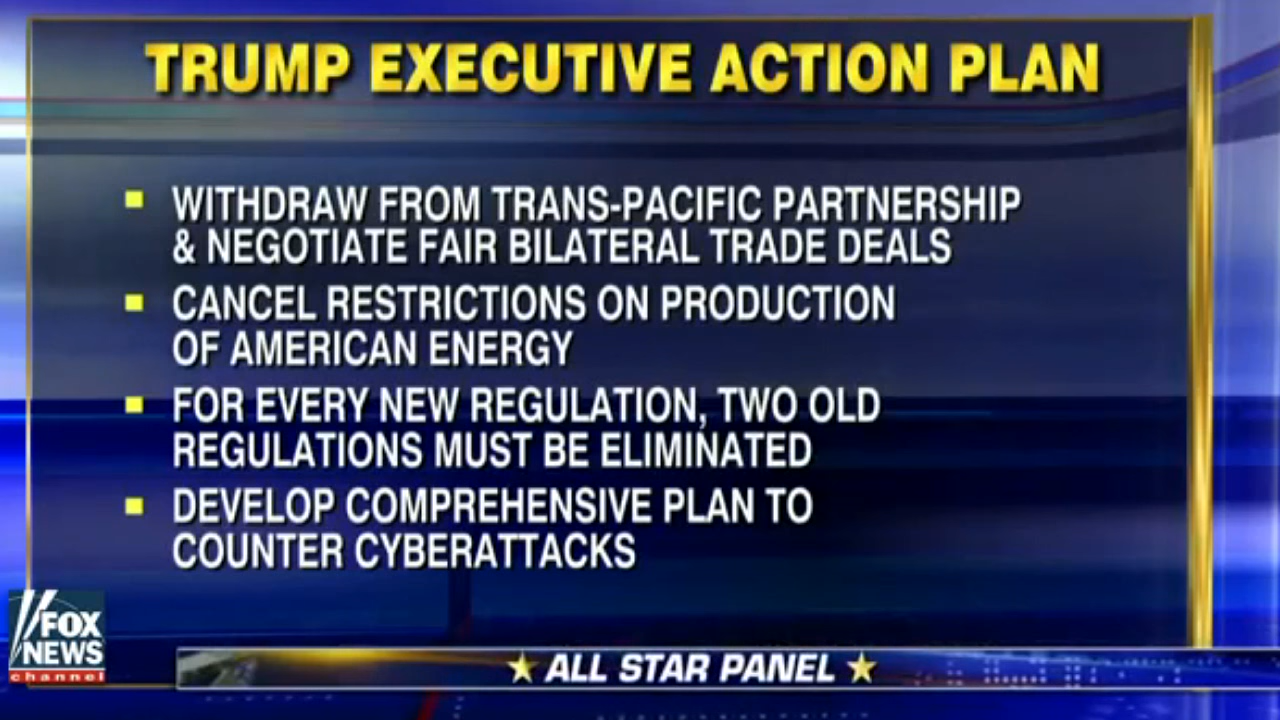 TRUMP EXECUTIVE ACTION PLAN
WITHDRAW FROM TRANS-PACIFIC PARTNERSHIP
& NEGOTIATE FAIR BILATERAL TRADE DEALS
CANCEL RESTRICTIONS ON PRODUCTION
OF AMERICAN ENERGY
FOR EVERY NEW REGULATION, TWO OLD
REGULATIONS MUST BE ELIMINATED
DEVELOP COMPREHENSIVE PLAN TO
COUNTER CYBERATTACKS
FOX
NEWS
channel
ALL STAR PANEL